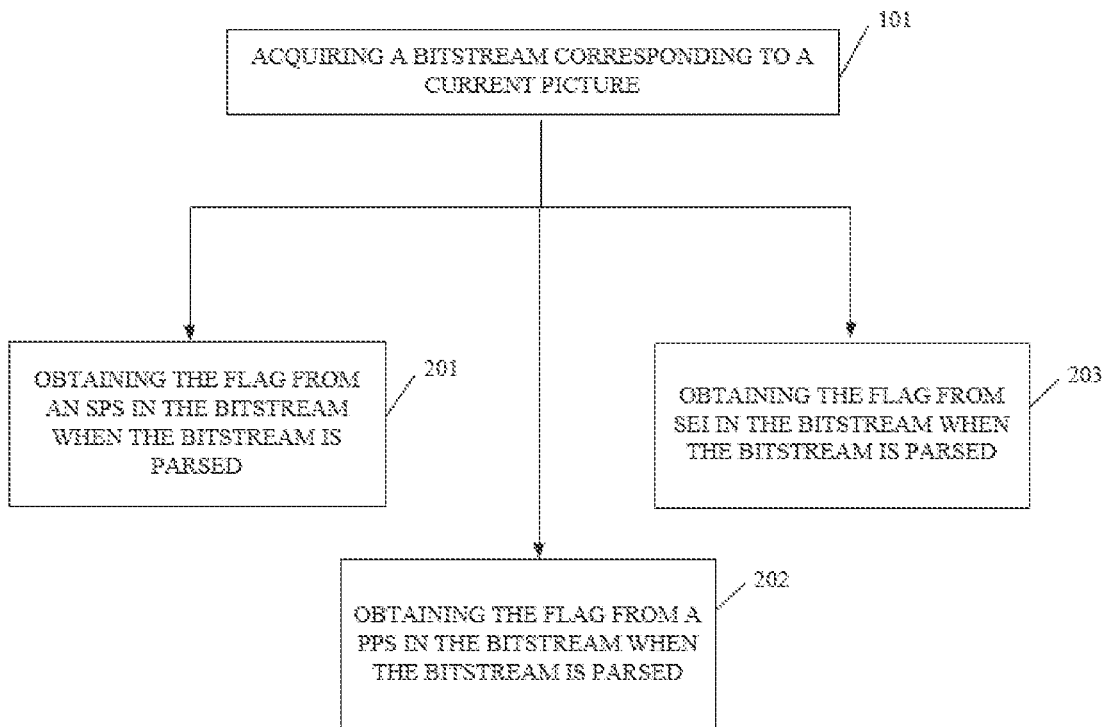 101
ACQUIRING A BITSTREAM CORRESPONDING TO A
CURRENT PICTURE
201
OBTAINING THE FLAG FROM
AN SPS IN THE BITSTREAM
WHEN THE BITSTREAM IS
PARSED
203
OBTAINING THE FLAG FROM
SEI IN THE BITSTREAM WHEN
THE BITSTREAM IS PARSED
202
OBTAINING THE FLAG FROM A
PPS IN THE BITSTREAM WHEN
THE BITSTREAM IS PARSED